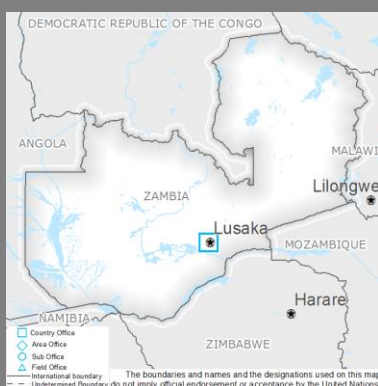 DEMOCRATIC REPUBLIC OF THE CONGO
ANGOLA
MALAWI
Lilongwe
ZAMBIA
Lusaka
MOZAMBIQUE
Harare
NAMIBIA
ZIMBABWE
Country Office
Area Office
Sub Office
Field Office
International boundary
Undetermined Boundary
The boundaries and names and the designations used on this map
do not imply official endorsement or acceptance by the United Nations